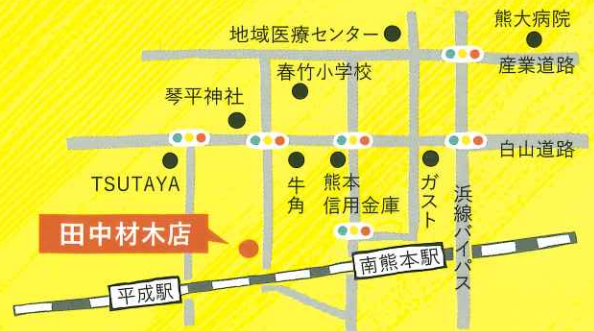 熊大病院
地域医療センター
産業道路
春竹小学校
琴平神社
白山道路
TSUTAYA
牛角
熊本
信用金庫
ガスト
浜線バイパス
田中材木店
南熊本駅
平成駅